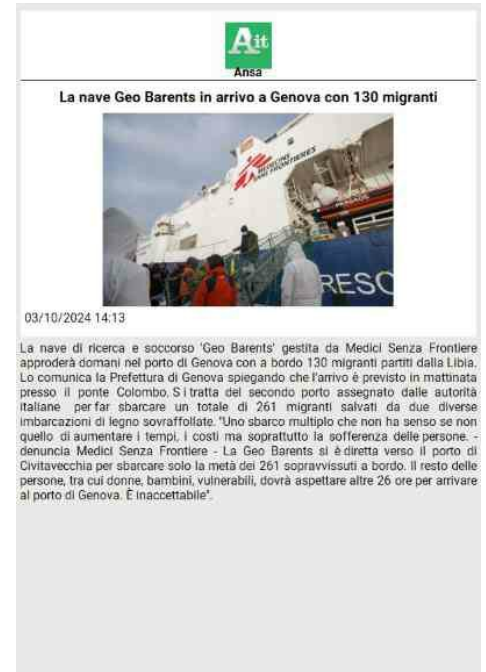 Ait
Ansa
La nave Geo Barents in arrivo a Genova con 130 migranti
MEDECINS
SANS FRONTIERES
RESC
03/10/2024 14:13
La nave di ricerca e soccorso 'Geo Barents' gestita da Medici Senza Frontiere
approderà domani nel porto di Genova con a bordo 130 migranti partiti dalla Libia.
Lo comunica la Prefettura di Genova spiegando che l'arrivo è previsto in mattinata
presso il ponte Colombo. S i tratta del secondo porto assegnato dalle autorità
italiane per far sbarcare un totale di 261 migranti salvati da due diverse
imbarcazioni di legno sovraffollate. "Uno sbarco multiplo che non ha senso se non
quello di aumentare i tempi, i costi ma soprattutto la sofferenza delle persone. -
denuncia Medici Senza Frontiere - La Geo Barents si è diretta verso il porto di
Civitavecchia per sbarcare solo la metà dei 261 sopravvissuti a bordo. Il resto delle
persone, tra cui donne, bambini, vulnerabili, dovrà aspettare altre 26 ore per arrivare
al porto di Genova. È inaccettabile".